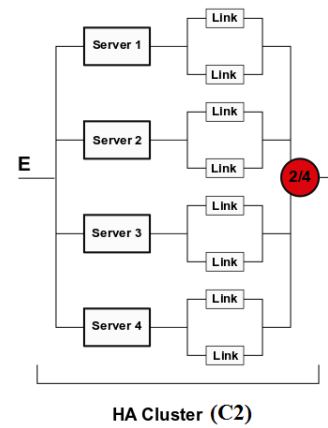 Link
Server 1
Link
Link
Server 2
Link
E
2/4
Link
Server 3
Link
Link
Server 4
Link
HA Cluster (C2)